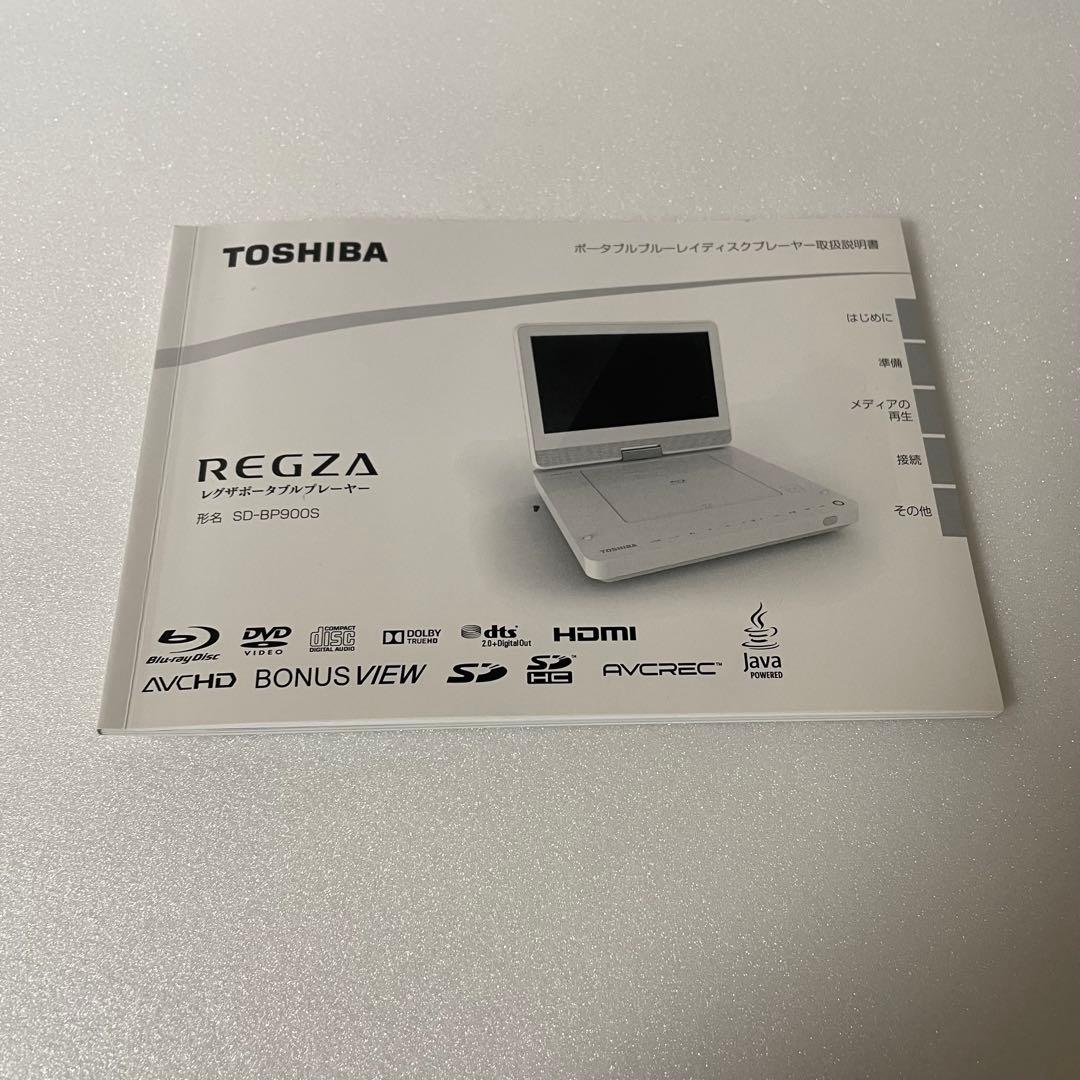 TOSHIBA
ポータブルブルーレイディスクプレーヤー取扱説明書
はじめに
準備
メディアの
再生
接続
その他
REGZA
レグザポータブルプレーヤー
形名 SD-BP900S
TOSHIBA
Blu-ray Disc
DVD
VIDEO
COMPACT
disc
DIGITAL AUDIO
DOLBY
TRUEHD
dts
2.0+Digital Out
HDMI
Java
POWERED
AVCHD
BONUSVIEW
SD
SD
HC
AVCREC™